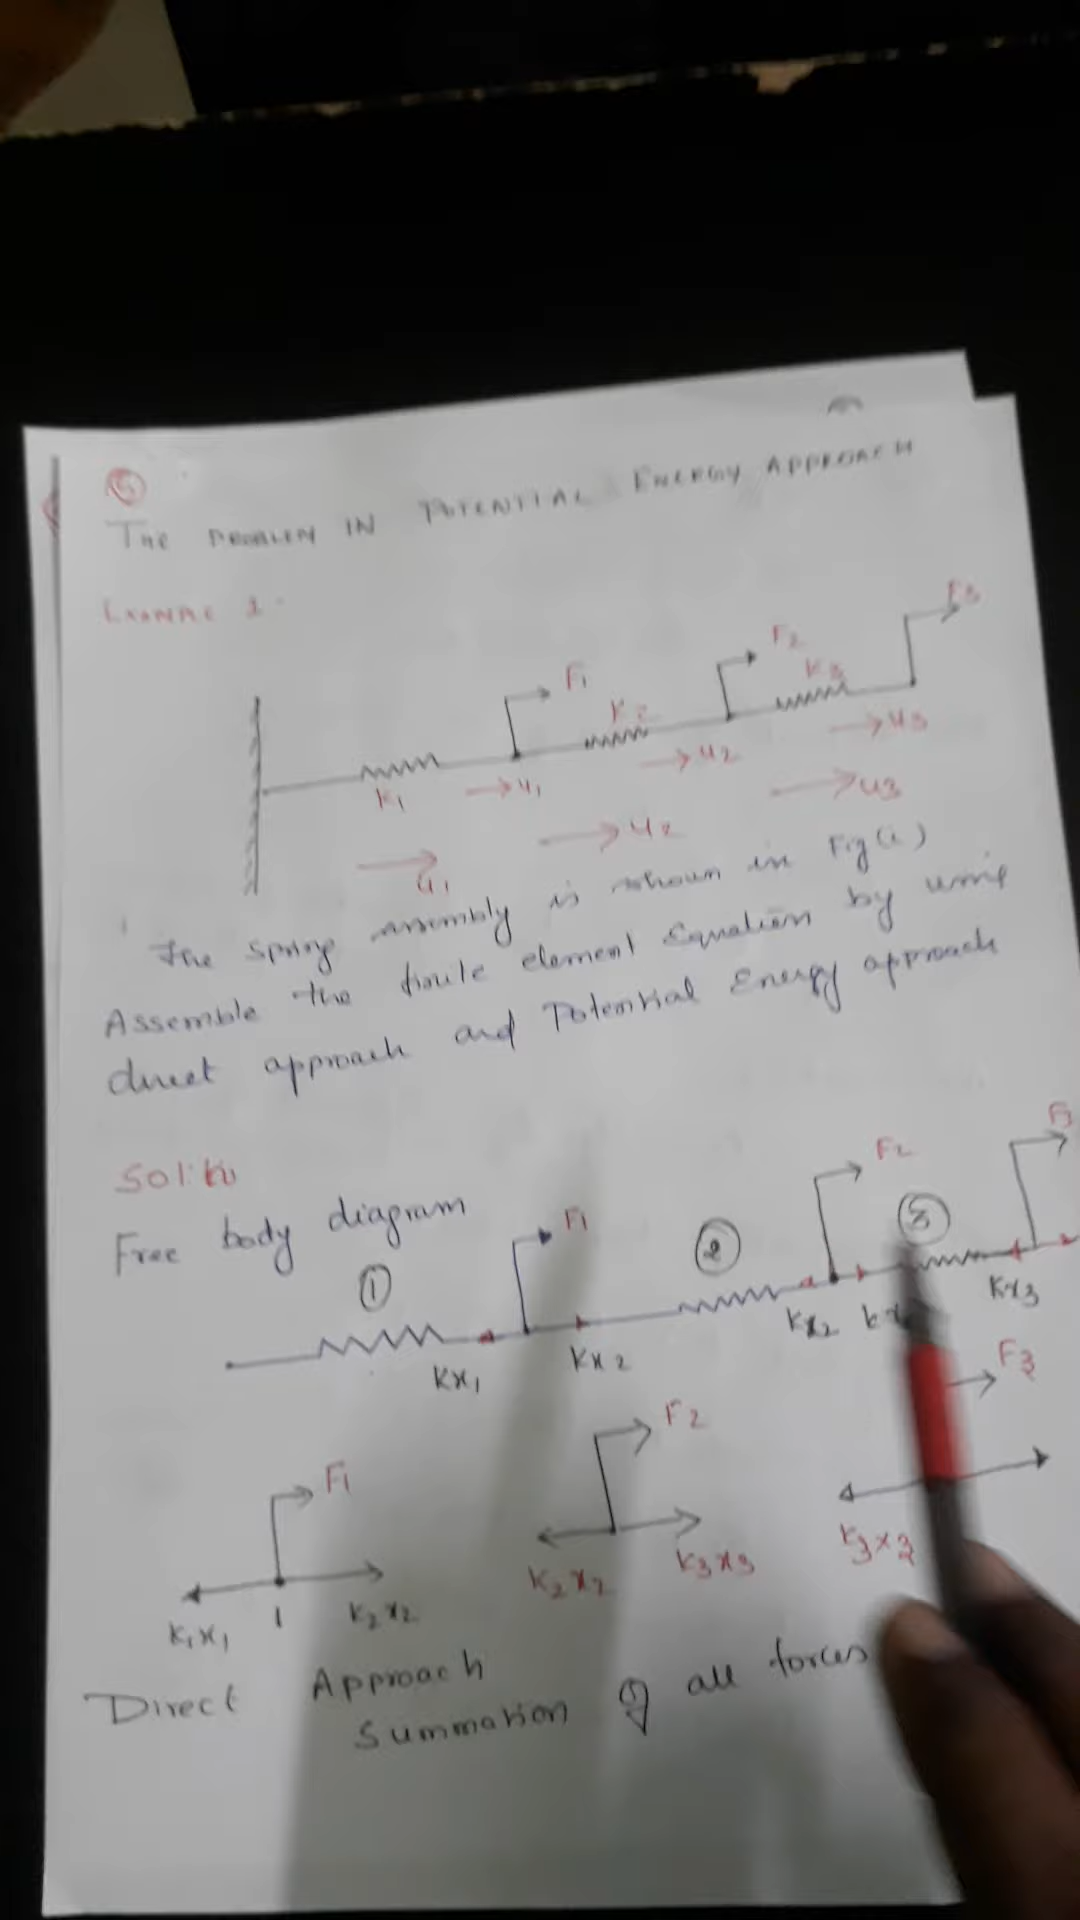 5
THE PROBLEM IN POTENTIAL ENERGY APPROACH
EXAMPLE 1.
F3
F2
F1
K3
K2
u3
u2
K1
u1
u3
u2
u1
The spring assembly is shown in Fig(i)
Assemble the finite element Equation by using
direct approach and Potential Energy approach
Free body diagram
F1
F2
F3
1
2
3
Kx1
Kx2
Kx2
Kx3
F1
F2
F3
K1x1
1
K2x2
K2x2
K3x3
K3x3
Direct Approach
Summation of all forces